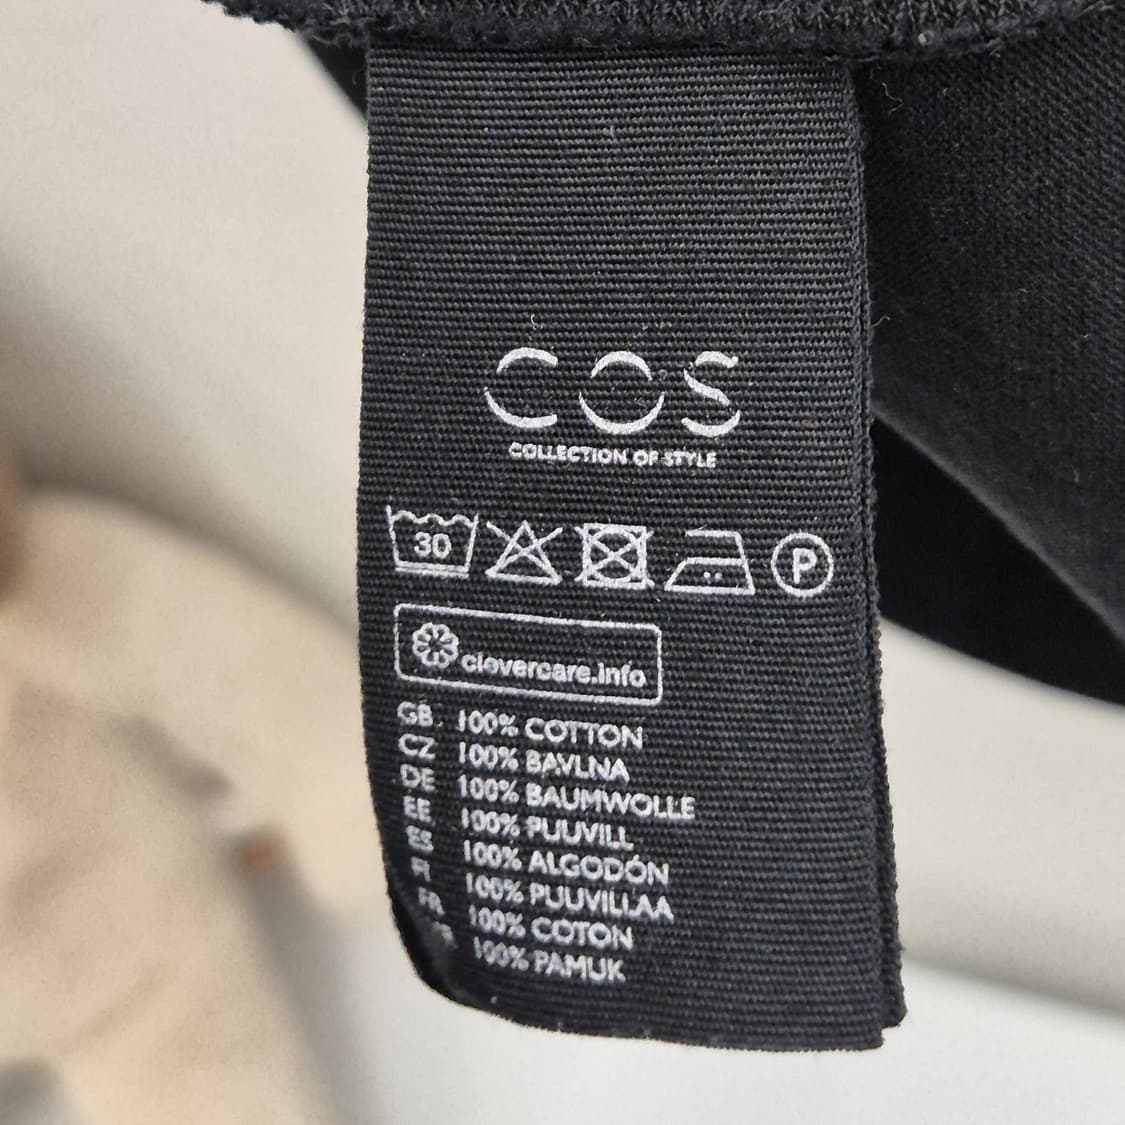 COS
COLLECTION OF STYLE
30 P
clevercare.info
GB 100% COTTON
CZ 100% BAVLNA
DE 100% BAUMWOLLE
EE 100% PUUVILL
ES 100% ALGODÓN
FI 100% PUUVILLAA
FR 100% COTON
100% PAMUK